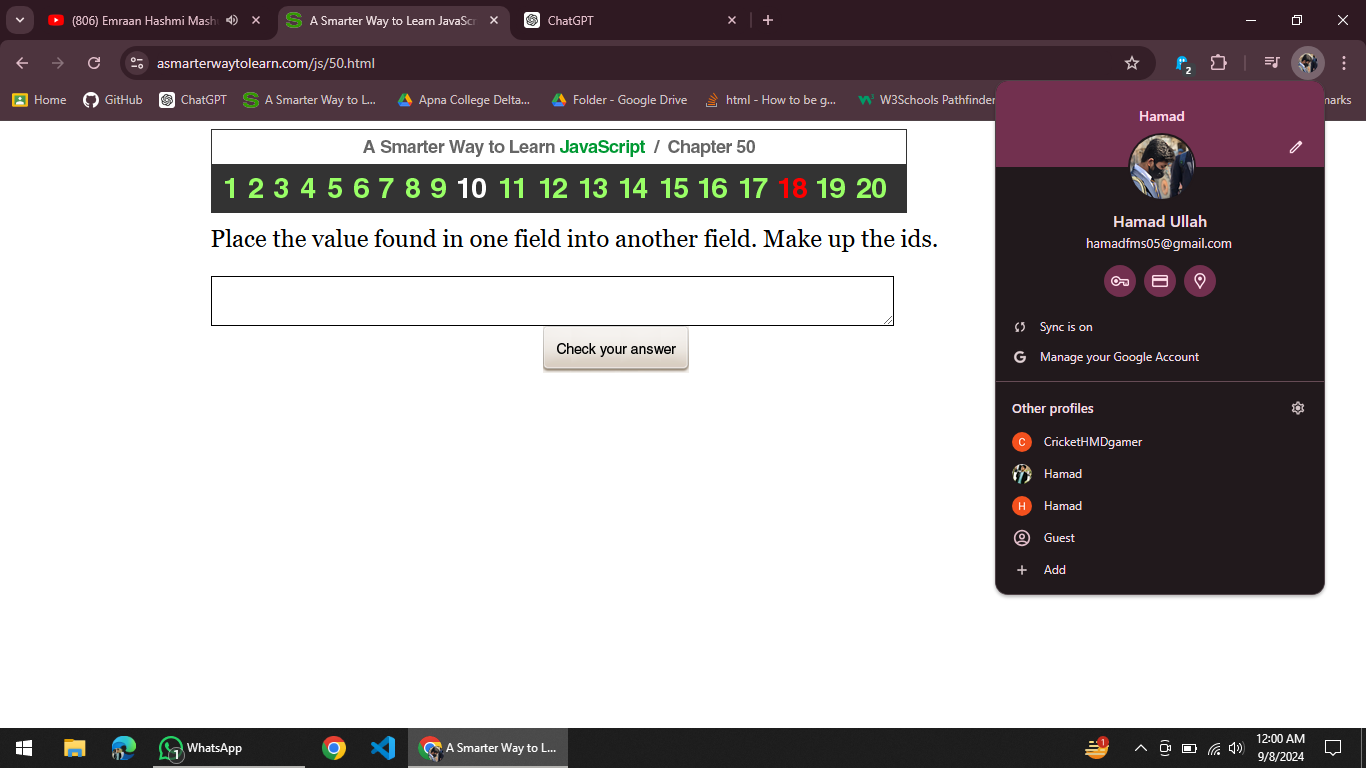 (806) Emraan Hashmi Mash
A Smarter Way to Learn JavaScr
ChatGPT
asmarterwaytolearn.com/js/50.html
2
Home
GitHub
ChatGPT
A Smarter Way to L...
Apna College Delta...
Folder - Google Drive
html - How to be g...
W3Schools Pathfinder
marks
A Smarter Way to Learn JavaScript / Chapter 50
1 2 3 4 5 6 7 8 9 10 11 12 13 14 15 16 17 18 19 20
Place the value found in one field into another field. Make up the ids.
Check your answer
Hamad
Hamad Ullah
hamadfms05@gmail.com
Sync is on
G Manage your Google Account
Other profiles
C CricketHMDgamer
Hamad
H Hamad
Guest
Add
1 WhatsApp
A Smarter Way to L...
1
12:00 AM
9/8/2024